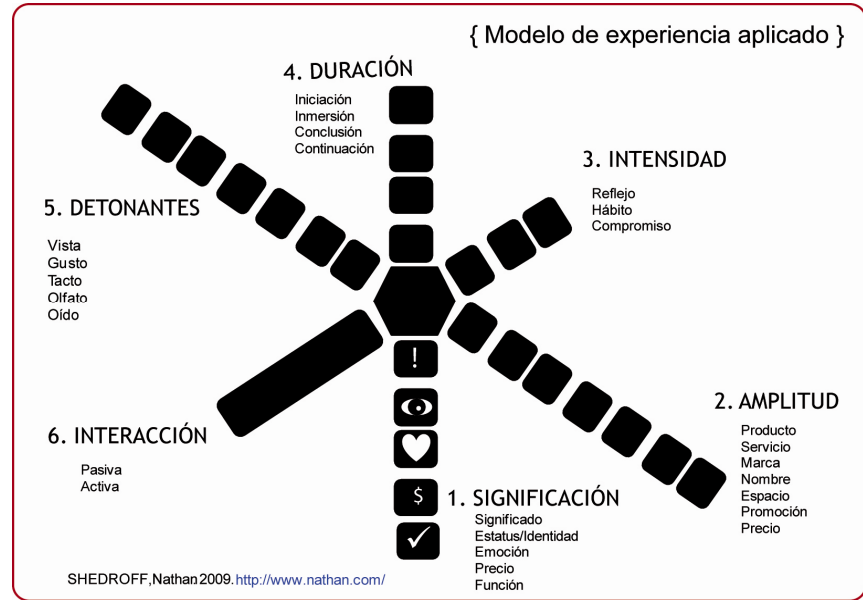 { Modelo de experiencia aplicado }
4. DURACIÓN
Iniciación
Inmersión
Conclusión
Continuación
3. INTENSIDAD
Reflejo
Hábito
Compromiso
5. DETONANTES
Vista
Gusto
Tacto
Olfato
Oído
2. AMPLITUD
Producto
Servicio
Marca
Nombre
Espacio
Promoción
Precio
6. INTERACCIÓN
Pasiva
Activa
!
$
1. SIGNIFICACIÓN
Significado
Estatus/Identidad
Emoción
Precio
Función
SHEDROFF,Nathan 2009. http://www.nathan.com/